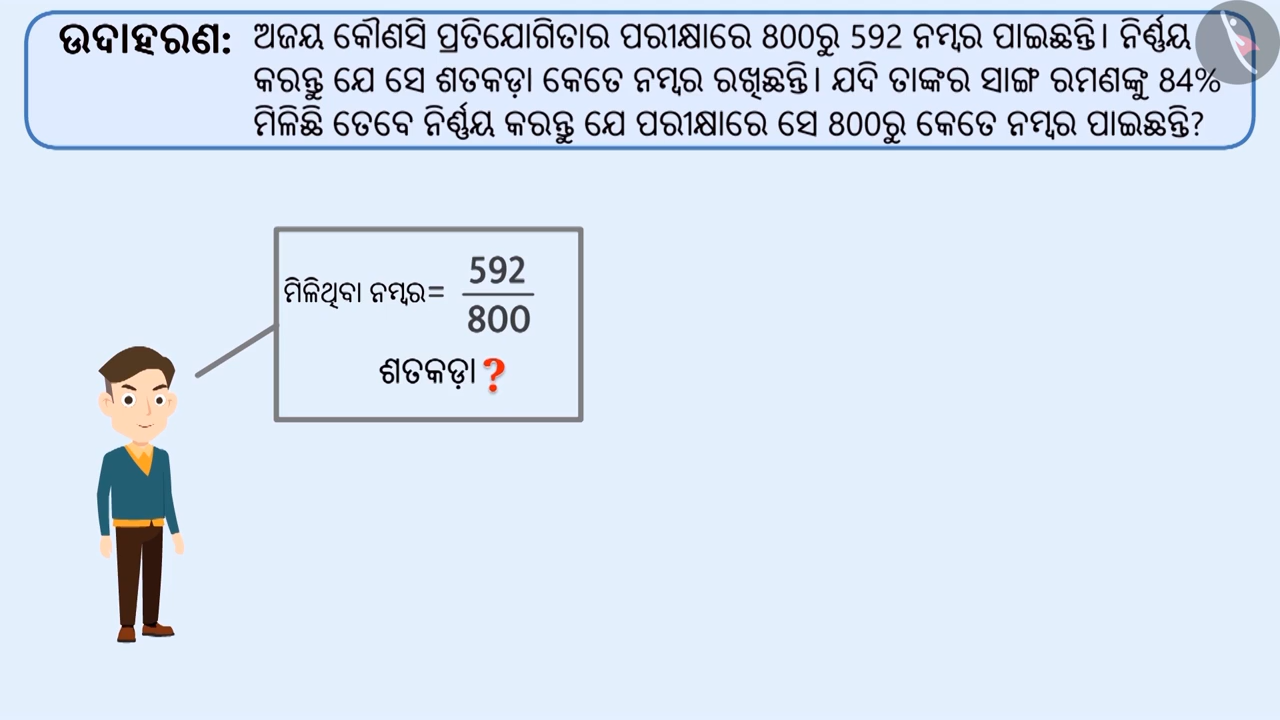 ଉଦାହରଣ: ଅଜୟ କୌଣସି ପ୍ରତିଯୋଗିତାର ପରୀକ୍ଷାରେ 800ରୁ 592 ନମ୍ବର ପାଇଛନ୍ତି। ନିର୍ଣ୍ଣୟ
କରନ୍ତୁ ଯେ ସେ ଶତକଡ଼ା କେତେ ନମ୍ବର ରଖିଛନ୍ତି। ଯଦି ତାଙ୍କର ସାଙ୍ଗ ରମଣଙ୍କୁ 84%
ମିଳିଛି ତେବେ ନିର୍ଣ୍ଣୟ କରନ୍ତୁ ଯେ ପରୀକ୍ଷାରେ ସେ 800ରୁ କେତେ ନମ୍ବର ପାଇଛନ୍ତି?
592
ମିଳିଥିବା ନମ୍ବର=
800
ଶତକଡ଼ା ?